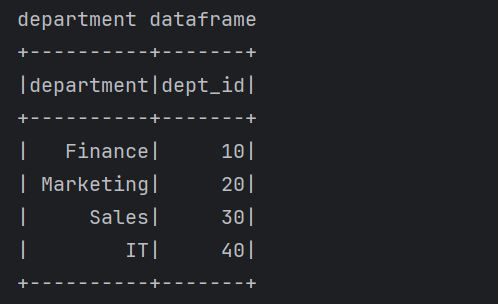 department dataframe
+----------+-------+
|department|dept_id|
+----------+-------+
|   Finance|     10|
| Marketing|     20|
|     Sales|     30|
|        IT|     40|
+----------+-------+